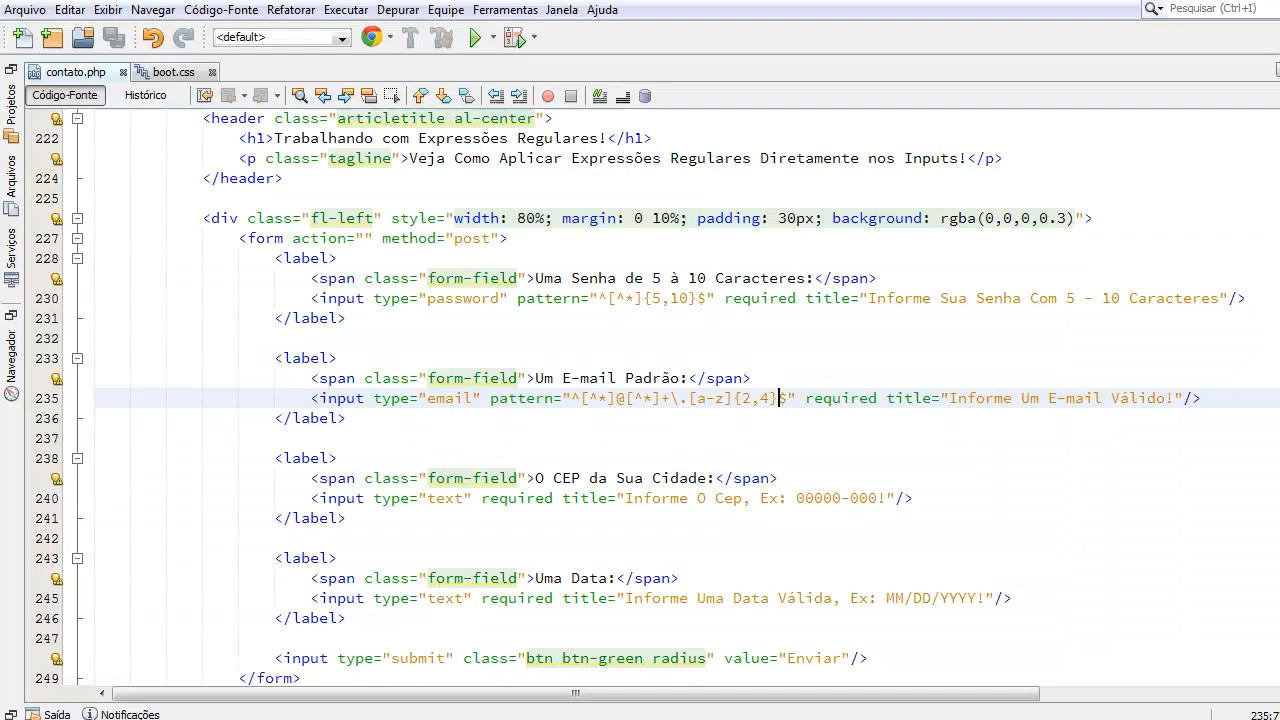 Arquivo Editar Exibir Navegar Código-Fonte Refatorar Executar Depurar Equipe Ferramentas Janela Ajuda
Pesquisar (Ctrl+I)
<default>
contato.php
boot.css
Código-Fonte Histórico
Projetos
Arquivos
Serviços
Navegador
<header class="articletitle al-center">
222 <h1>Trabalhando com Expressões Regulares!</h1>
<p class="tagline">Veja Como Aplicar Expressões Regulares Diretamente nos Inputs!</p>
224 </header>
225
<div class="fl-left" style="width: 80%; margin: 0 10%; padding: 30px; background: rgba(0,0,0,0.3)">
227 <form action="" method="post">
228 <label>
<span class="form-field">Uma Senha de 5 à 10 Caracteres:</span>
230 <input type="password" pattern="^[^*]{5,10}$" required title="Informe Sua Senha Com 5 - 10 Caracteres"/>
231 </label>
232
233 <label>
<span class="form-field">Um E-mail Padrão:</span>
235 <input type="email" pattern="^[^*]@[^*]+\.[a-z]{2,4}$" required title="Informe Um E-mail Válido!"/>
236 </label>
237
238 <label>
<span class="form-field">O CEP da Sua Cidade:</span>
240 <input type="text" required title="Informe O Cep, Ex: 00000-000!"/>
241 </label>
242
243 <label>
<span class="form-field">Uma Data:</span>
245 <input type="text" required title="Informe Uma Data Válida, Ex: MM/DD/YYYY!"/>
246 </label>
247
<input type="submit" class="btn btn-green radius" value="Enviar"/>
249 </form>
Saída Notificações
235:7